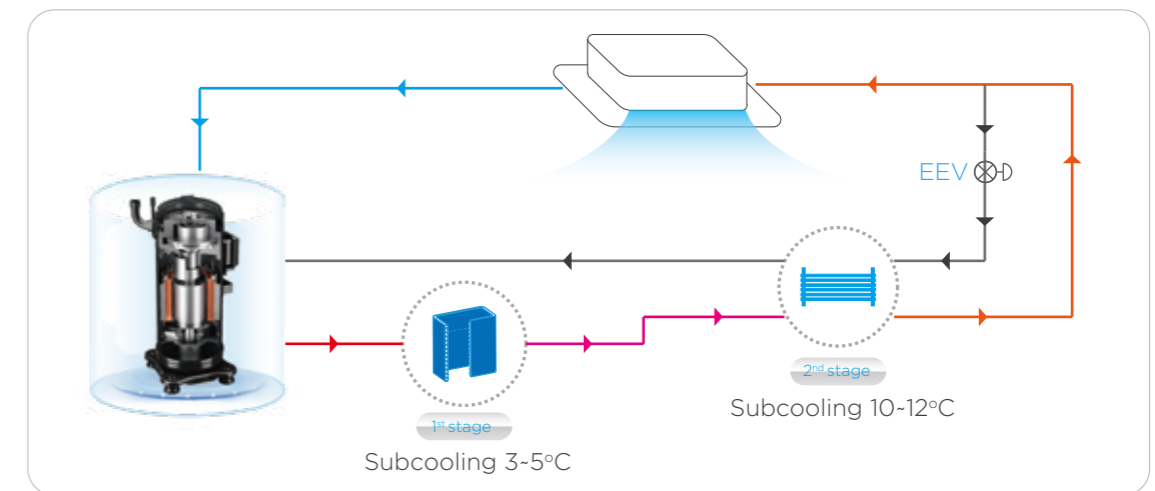 EEV
2nd stage
Subcooling 10~12°C
1st stage
Subcooling 3~5°C